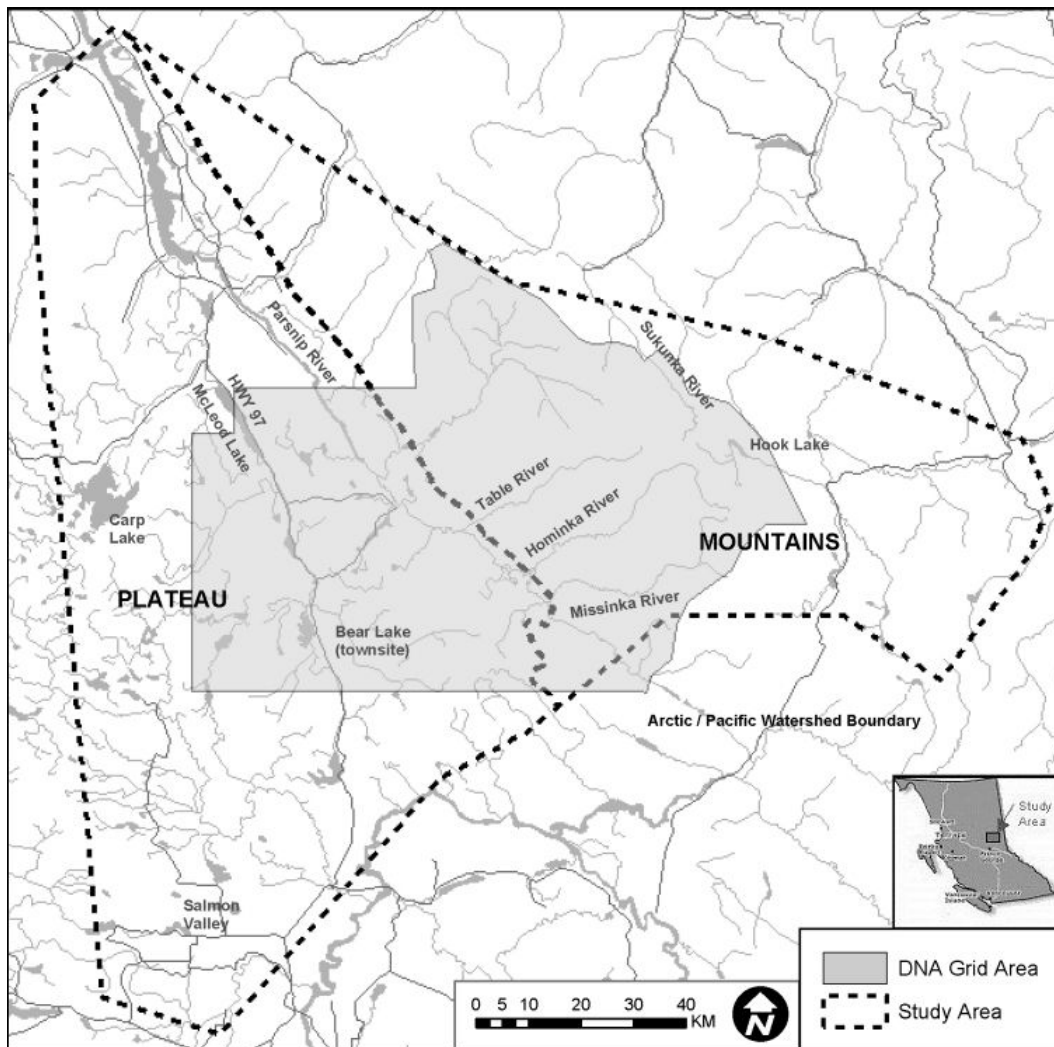 Parsnip River
Sukunka River
HWY 97
McLeod Lake
Hook Lake
Table River
Carp
Lake
Hominka River
MOUNTAINS
PLATEAU
Missinka River
Bear Lake
(townsite)
Arctic / Pacific Watershed Boundary
Study
Area
Salmon
Valley
0 5 10 20 30 40
KM
N
DNA Grid Area
Study Area